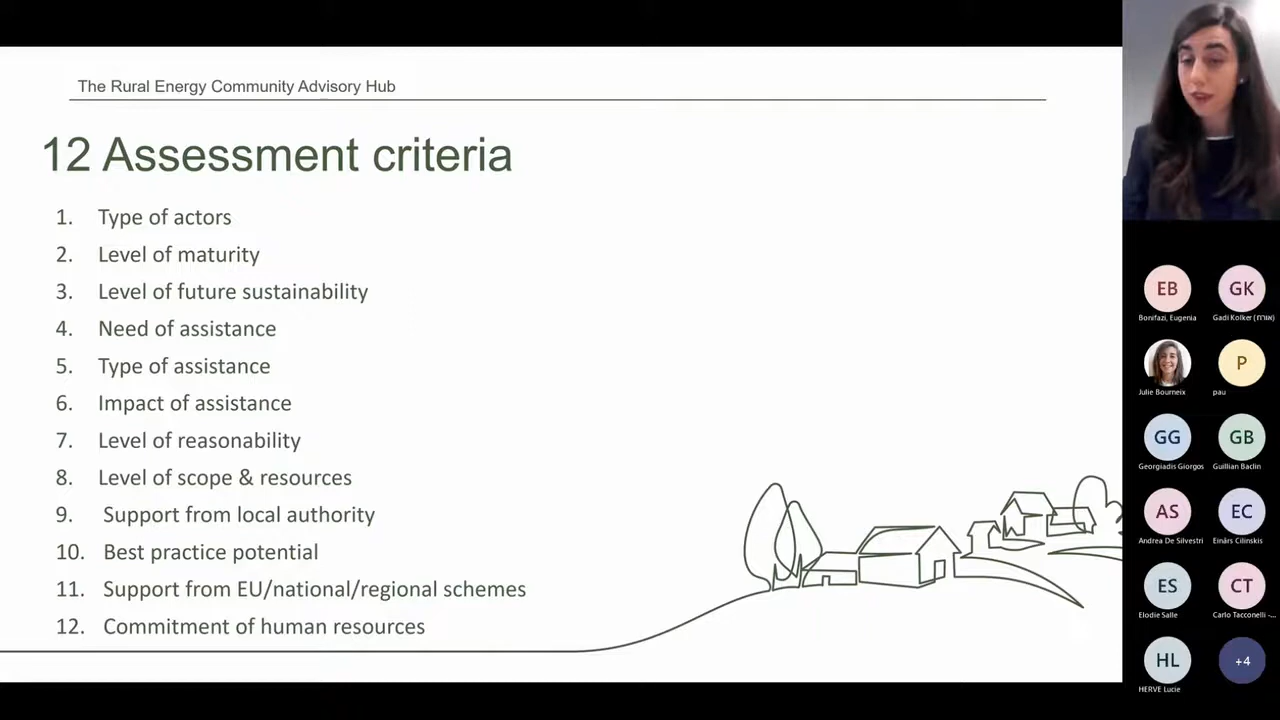 The Rural Energy Community Advisory Hub
12 Assessment criteria
1. Type of actors
2. Level of maturity
3. Level of future sustainability
4. Need of assistance
5. Type of assistance
6. Impact of assistance
7. Level of reasonability
8. Level of scope & resources
9. Support from local authority
10. Best practice potential
11. Support from EU/national/regional schemes
12. Commitment of human resources
EB GK
Bonifazi, Eugenia Gadi Kolker (אורח)
P
Julie Bourneix pau
GG GB
Georgiadis Giorgos Guillian Baclin
AS EC
Andrea De Silvestri Einārs Cilinskis
ES CT
Elodie Salle Carlo Tacconelli -...
HL +4
HERVE Lucie